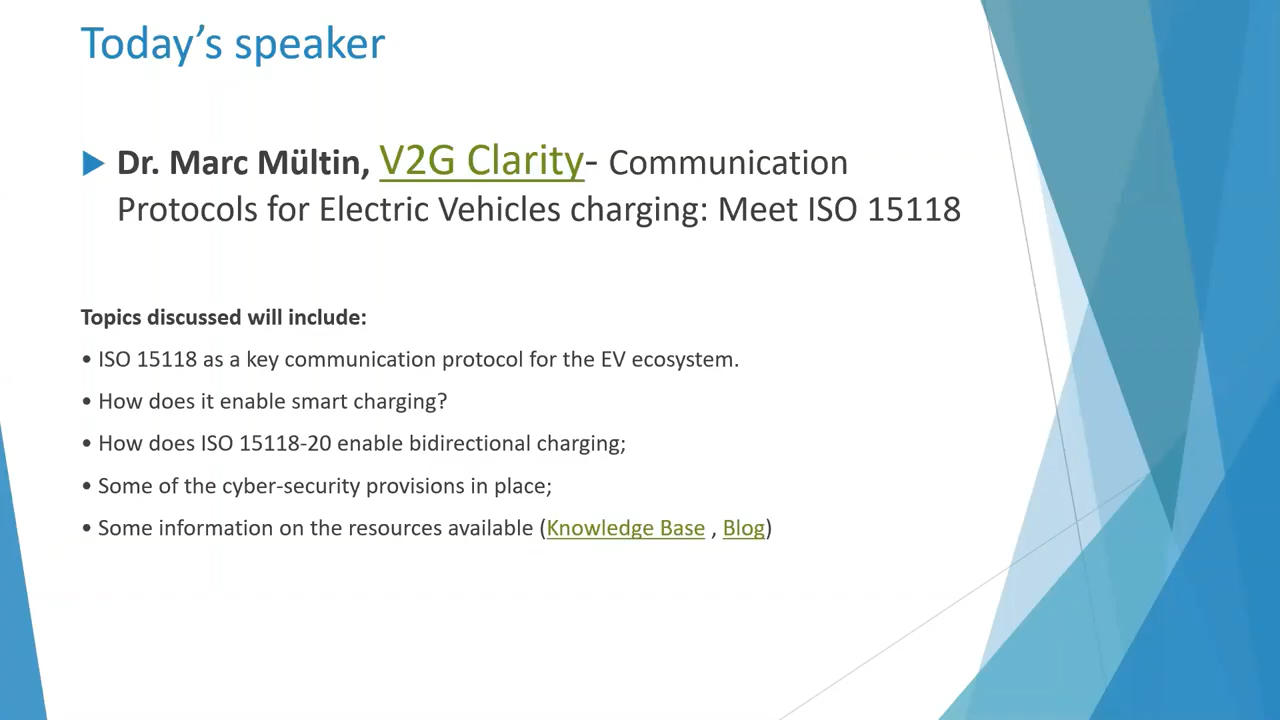 Today’s speaker
Dr. Marc Mültin, V2G Clarity- Communication
Protocols for Electric Vehicles charging: Meet ISO 15118
Topics discussed will include:
• ISO 15118 as a key communication protocol for the EV ecosystem.
• How does it enable smart charging?
• How does ISO 15118-20 enable bidirectional charging;
• Some of the cyber-security provisions in place;
• Some information on the resources available (Knowledge Base , Blog)